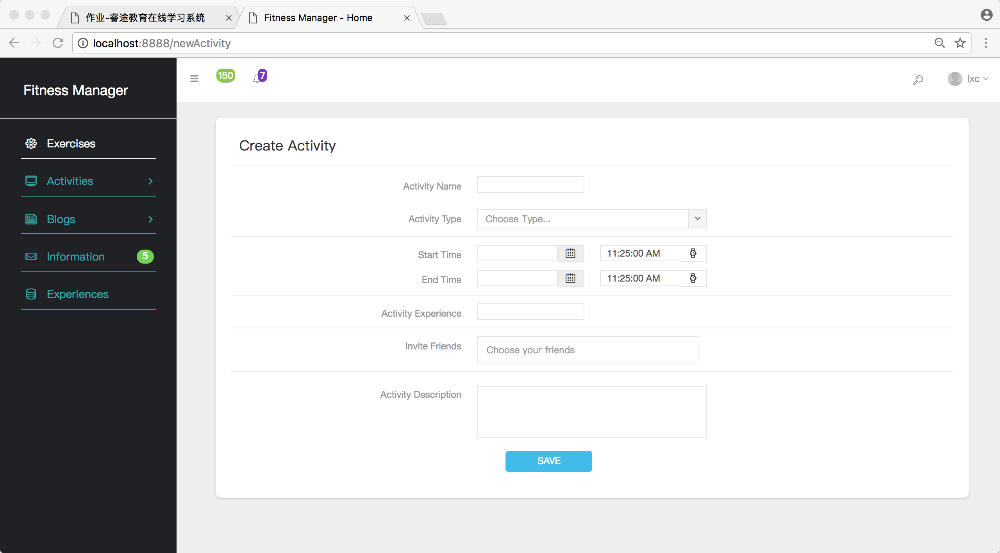 作业-睿途教育在线学习系统
Fitness Manager - Home
localhost:8888/newActivity
Fitness Manager
150
7
lxc
Exercises
Activities
Blogs
Information
5
Experiences
Create Activity
Activity Name
Activity Type
Choose Type...
Start Time
11:25:00 AM
End Time
11:25:00 AM
Activity Experience
Invite Friends
Choose your friends
Activity Description
SAVE